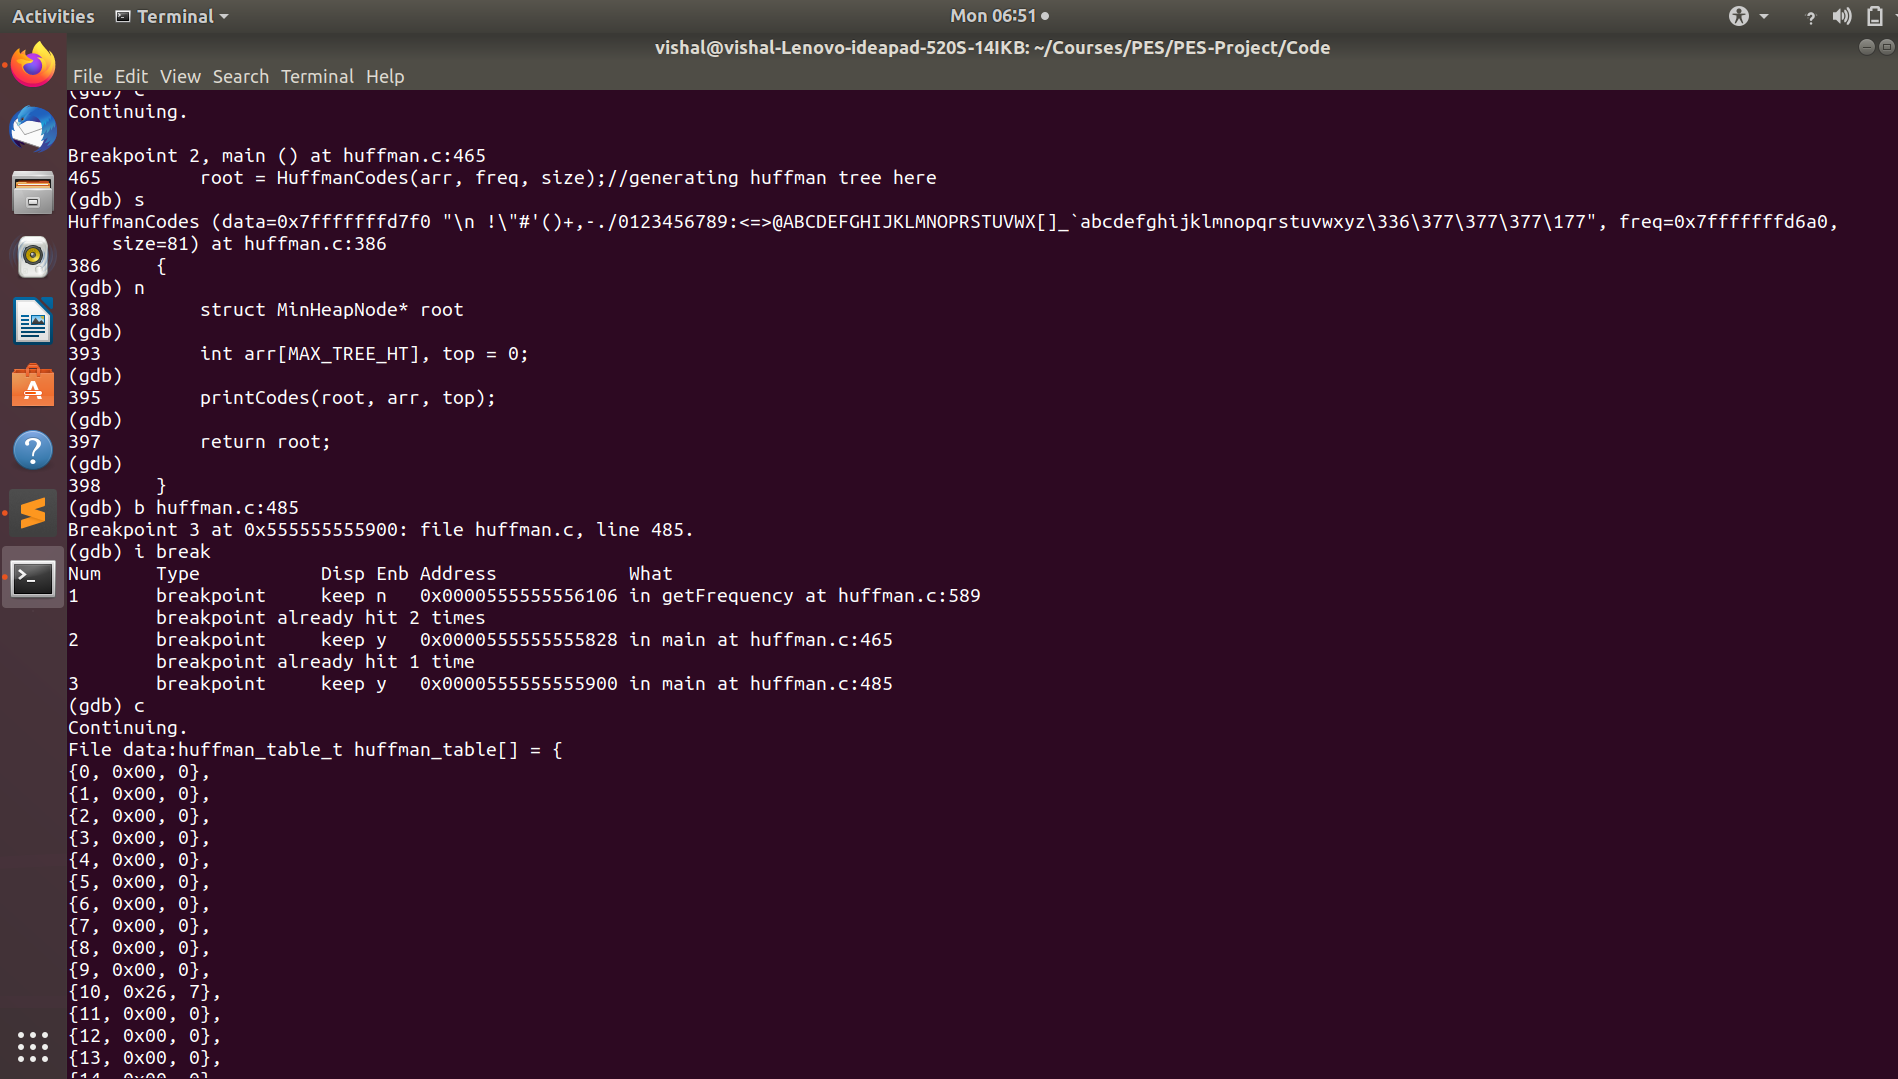 Activities Terminal Mon 06:51
vishal@vishal-Lenovo-ideapad-520S-14IKB: ~/Courses/PES/PES-Project/Code
File Edit View Search Terminal Help
(gdb) c
Continuing.
Breakpoint 2, main () at huffman.c:465
465         root = HuffmanCodes(arr, freq, size);//generating huffman tree here
(gdb) s
HuffmanCodes (data=0x7fffffffd7f0 "\n !\"#'()+,-./0123456789:<=>@ABCDEFGHIJKLMNOPRSTUVWX[]_`abcdefghijklmnopqrstuvwxyz\336\377\377\377\177", freq=0x7fffffffd6a0,
    size=81) at huffman.c:386
386     {
(gdb) n
388         struct MinHeapNode* root
(gdb)
393         int arr[MAX_TREE_HT], top = 0;
(gdb)
395         printCodes(root, arr, top);
(gdb)
397         return root;
(gdb)
398     }
(gdb) b huffman.c:485
Breakpoint 3 at 0x555555555900: file huffman.c, line 485.
(gdb) i break
Num     Type           Disp Enb Address            What
1       breakpoint     keep n   0x0000555555556106 in getFrequency at huffman.c:589
        breakpoint already hit 2 times
2       breakpoint     keep y   0x0000555555555828 in main at huffman.c:465
        breakpoint already hit 1 time
3       breakpoint     keep y   0x0000555555555900 in main at huffman.c:485
(gdb) c
Continuing.
File data:huffman_table_t huffman_table[] = {
{0, 0x00, 0},
{1, 0x00, 0},
{2, 0x00, 0},
{3, 0x00, 0},
{4, 0x00, 0},
{5, 0x00, 0},
{6, 0x00, 0},
{7, 0x00, 0},
{8, 0x00, 0},
{9, 0x00, 0},
{10, 0x26, 7},
{11, 0x00, 0},
{12, 0x00, 0},
{13, 0x00, 0},
{14, 0x00, 0},